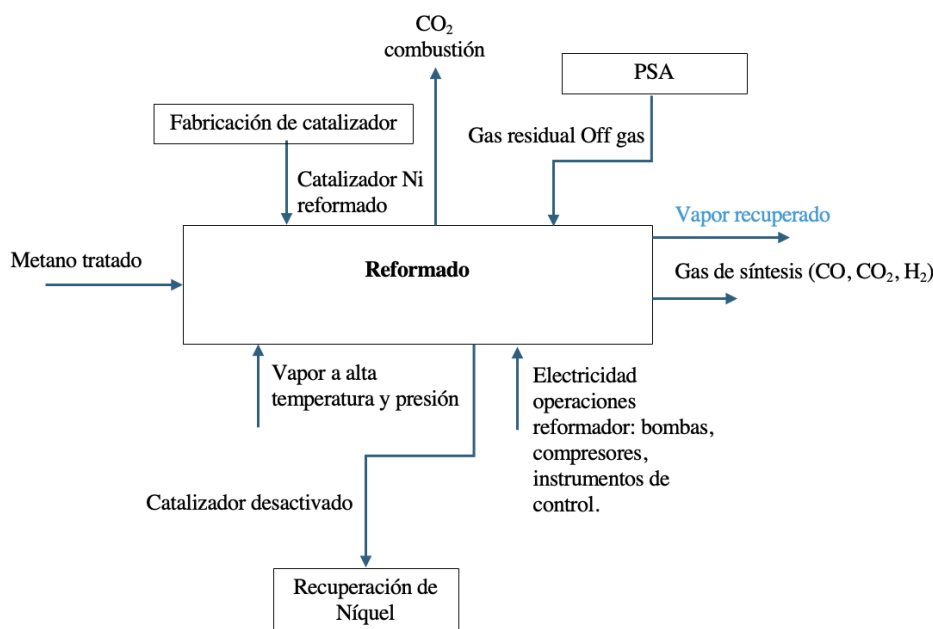 CO₂
combustión
PSA
Fabricación de catalizador
Gas residual Off gas
Catalizador Ni
reformado
Vapor recuperado
Metano tratado
Reformado
Gas de síntesis (CO, CO₂, H₂)
Vapor a alta
temperatura y presión
Electricidad
operaciones
reformador: bombas,
compresores,
instrumentos de
control.
Catalizador desactivado
Recuperación de
Níquel